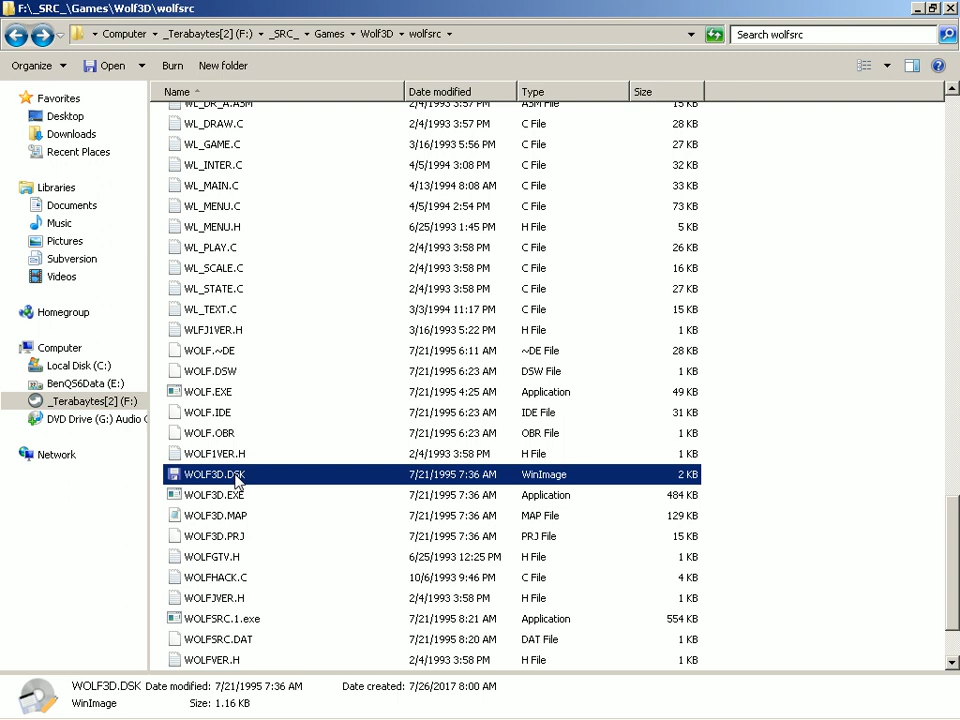 F:\_SRC_\Games\Wolf3D\wolfsrc
Computer _Terabytes[2] (F:) _SRC_ Games Wolf3D wolfsrc Search wolfsrc
Organize Open Burn New folder
Name Date modified Type Size
Favorites
Desktop
Downloads
Recent Places
Libraries
Documents
Music
Pictures
Subversion
Videos
Homegroup
Computer
Local Disk (C:)
BenQS6Data (E:)
_Terabaytes[2] (F:)
DVD Drive (G:) Audio
Network
WL_DR_A.ASM 2/4/1993 3:57 PM ASM File 15 KB
WL_DRAW.C 2/4/1993 3:57 PM C File 28 KB
WL_GAME.C 3/16/1993 5:56 PM C File 27 KB
WL_INTER.C 4/5/1994 3:08 PM C File 32 KB
WL_MAIN.C 4/13/1994 8:08 AM C File 33 KB
WL_MENU.C 4/5/1994 2:54 PM C File 73 KB
WL_MENU.H 6/25/1993 1:45 PM H File 5 KB
WL_PLAY.C 2/4/1993 3:58 PM C File 26 KB
WL_SCALE.C 2/4/1993 3:58 PM C File 16 KB
WL_STATE.C 2/4/1993 3:58 PM C File 27 KB
WL_TEXT.C 3/3/1994 11:17 PM C File 15 KB
WLFJ1VER.H 3/16/1993 5:22 PM H File 1 KB
WOLF.~DE 7/21/1995 6:11 AM ~DE File 28 KB
WOLF.DSW 7/21/1995 6:23 AM DSW File 1 KB
WOLF.EXE 7/21/1995 4:25 AM Application 49 KB
WOLF.IDE 7/21/1995 6:23 AM IDE File 31 KB
WOLF.OBR 7/21/1995 6:23 AM OBR File 1 KB
WOLF1VER.H 2/4/1993 3:58 PM H File 1 KB
WOLF3D.DSK 7/21/1995 7:36 AM WinImage 2 KB
WOLF3D.EXE 7/21/1995 7:36 AM Application 484 KB
WOLF3D.MAP 7/21/1995 7:36 AM MAP File 129 KB
WOLF3D.PRJ 7/21/1995 7:36 AM PRJ File 15 KB
WOLFGTV.H 6/25/1993 12:25 PM H File 1 KB
WOLFHACK.C 10/6/1993 9:46 PM C File 4 KB
WOLFJVER.H 2/4/1993 3:58 PM H File 1 KB
WOLFSRC.1.exe 7/21/1995 8:21 AM Application 554 KB
WOLFSRC.DAT 7/21/1995 8:20 AM DAT File 1 KB
WOLFVER.H 2/4/1993 3:58 PM H File 1 KB
WOLF3D.DSK Date modified: 7/21/1995 7:36 AM Date created: 7/26/2017 8:00 AM
WinImage Size: 1.16 KB